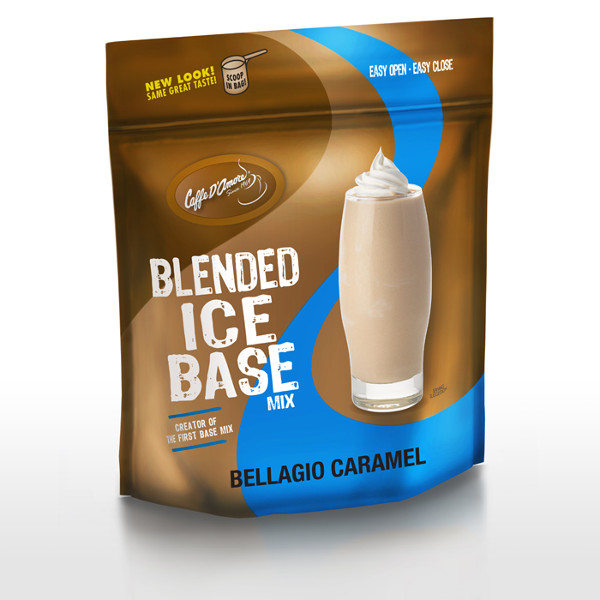 NEW LOOK!
SAME GREAT TASTE!
SCOOP
IN BAG!
EASY OPEN • EASY CLOSE
Caffe D'Amore
BLENDED
ICE
BASE
MIX
CREATOR OF
THE FIRST BASE MIX
BELLAGIO CARAMEL